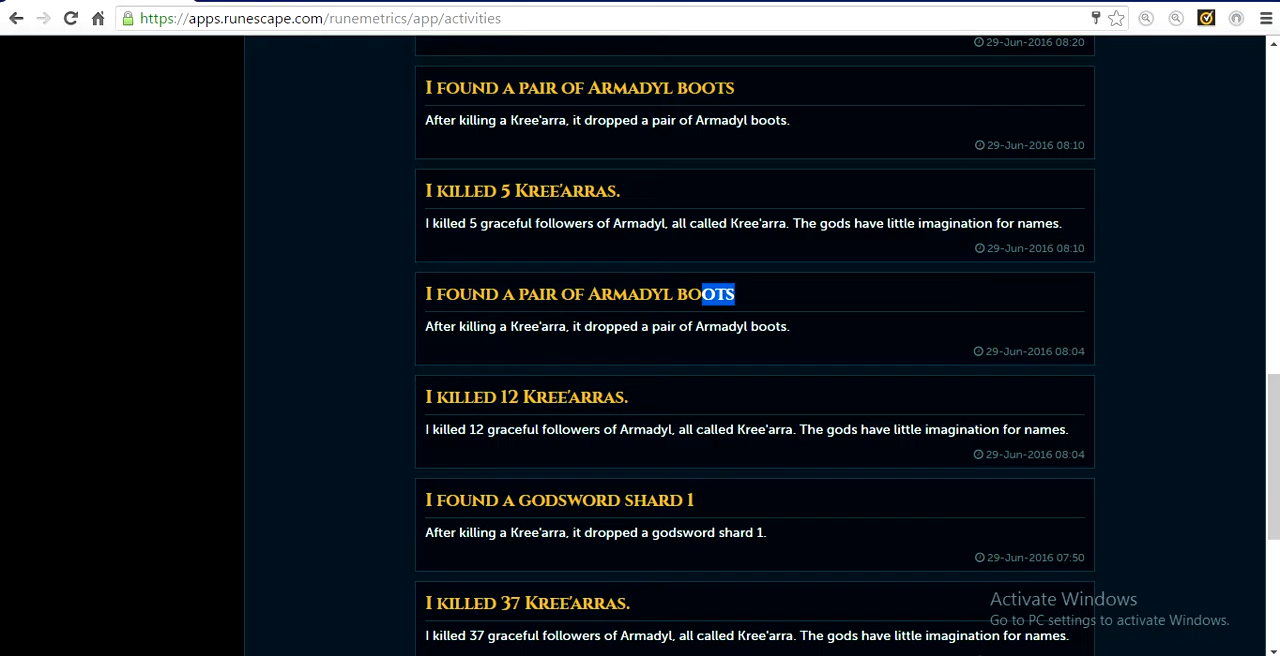 https://apps.runescape.com/runemetrics/app/activities
29-Jun-2016 08:20
I found a pair of Armadyl boots
After killing a Kree'arra, it dropped a pair of Armadyl boots.
29-Jun-2016 08:10
I killed 5 Kree'arras.
I killed 5 graceful followers of Armadyl, all called Kree'arra. The gods have little imagination for names.
29-Jun-2016 08:10
I found a pair of Armadyl boots
After killing a Kree'arra, it dropped a pair of Armadyl boots.
29-Jun-2016 08:04
I killed 12 Kree'arras.
I killed 12 graceful followers of Armadyl, all called Kree'arra. The gods have little imagination for names.
29-Jun-2016 08:04
I found a godsword shard 1
After killing a Kree'arra, it dropped a godsword shard 1.
29-Jun-2016 07:50
I killed 37 Kree'arras.
I killed 37 graceful followers of Armadyl, all called Kree'arra. The gods have little imagination for names.
Activate Windows
Go to PC settings to activate Windows.